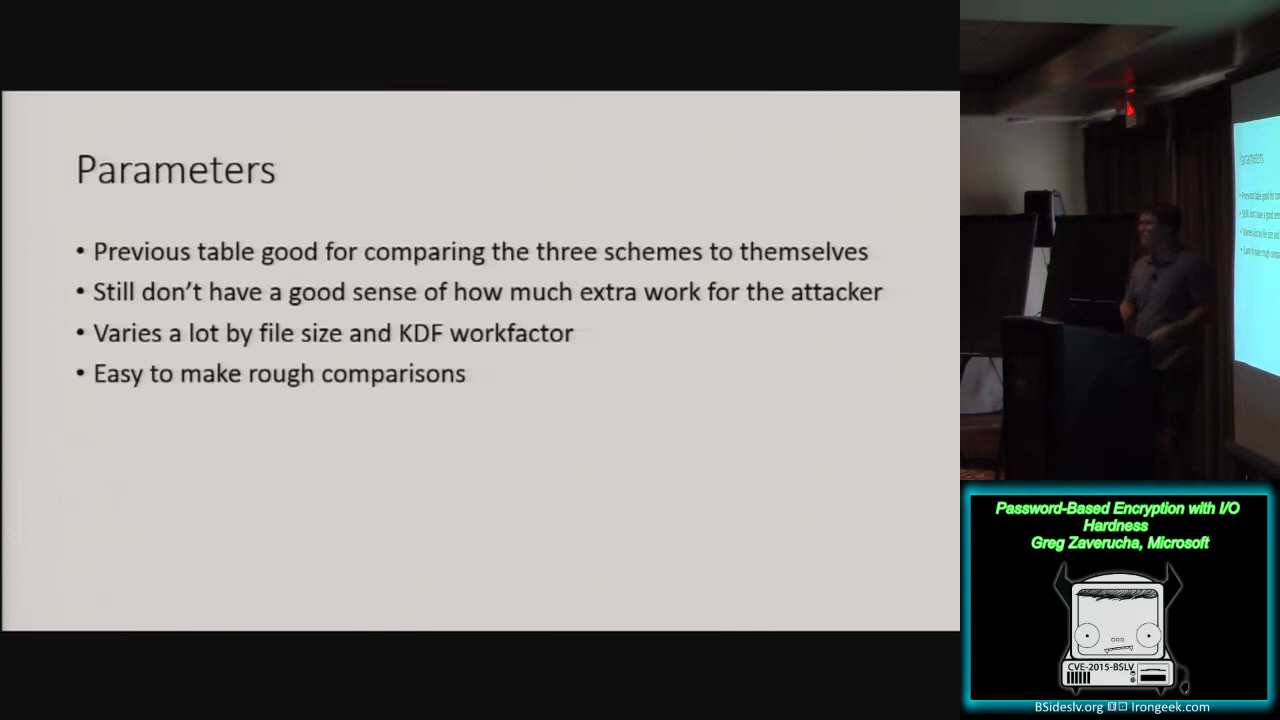 Parameters
• Previous table good for comparing the three schemes to themselves
• Still don't have a good sense of how much extra work for the attacker
• Varies a lot by file size and KDF workfactor
• Easy to make rough comparisons
Parameters
Password-Based Encryption with I/O
Hardness
Greg Zaverucha, Microsoft
CVE-2015-BSLV
BSideslv.org Irongeek.com